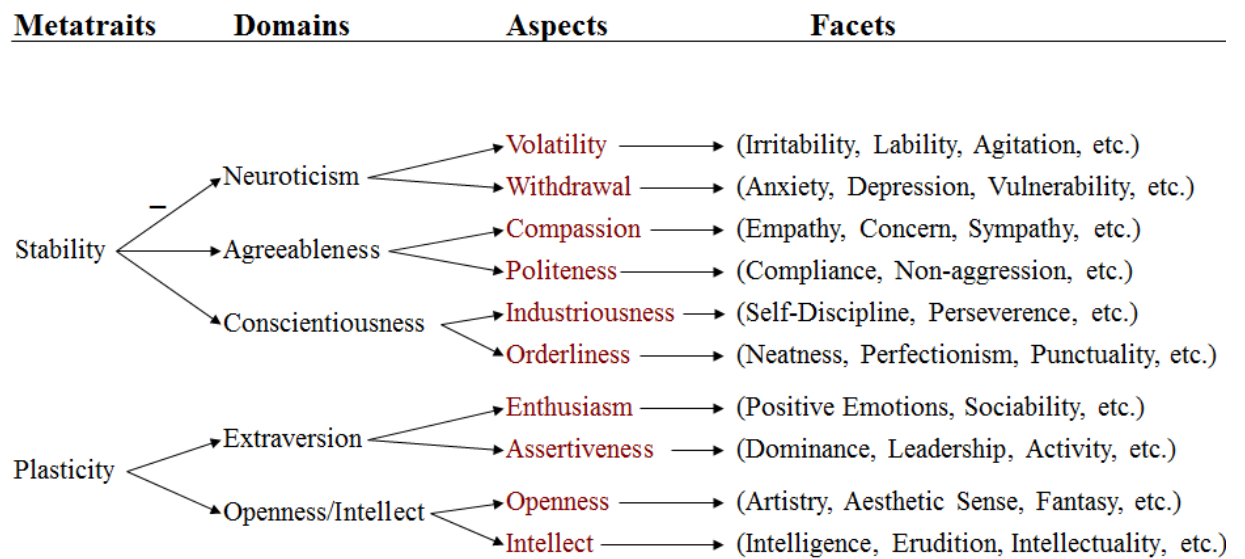 Metatraits Domains Aspects Facets
Volatility (Irritability, Lability, Agitation, etc.)
Neuroticism
Withdrawal (Anxiety, Depression, Vulnerability, etc.)
–
Compassion (Empathy, Concern, Sympathy, etc.)
Stability Agreeableness
Politeness (Compliance, Non-aggression, etc.)
Industriousness (Self-Discipline, Perseverence, etc.)
Conscientiousness
Orderliness (Neatness, Perfectionism, Punctuality, etc.)
Enthusiasm (Positive Emotions, Sociability, etc.)
Extraversion
Assertiveness (Dominance, Leadership, Activity, etc.)
Plasticity
Openness (Artistry, Aesthetic Sense, Fantasy, etc.)
Openness/Intellect
Intellect (Intelligence, Erudition, Intellectuality, etc.)